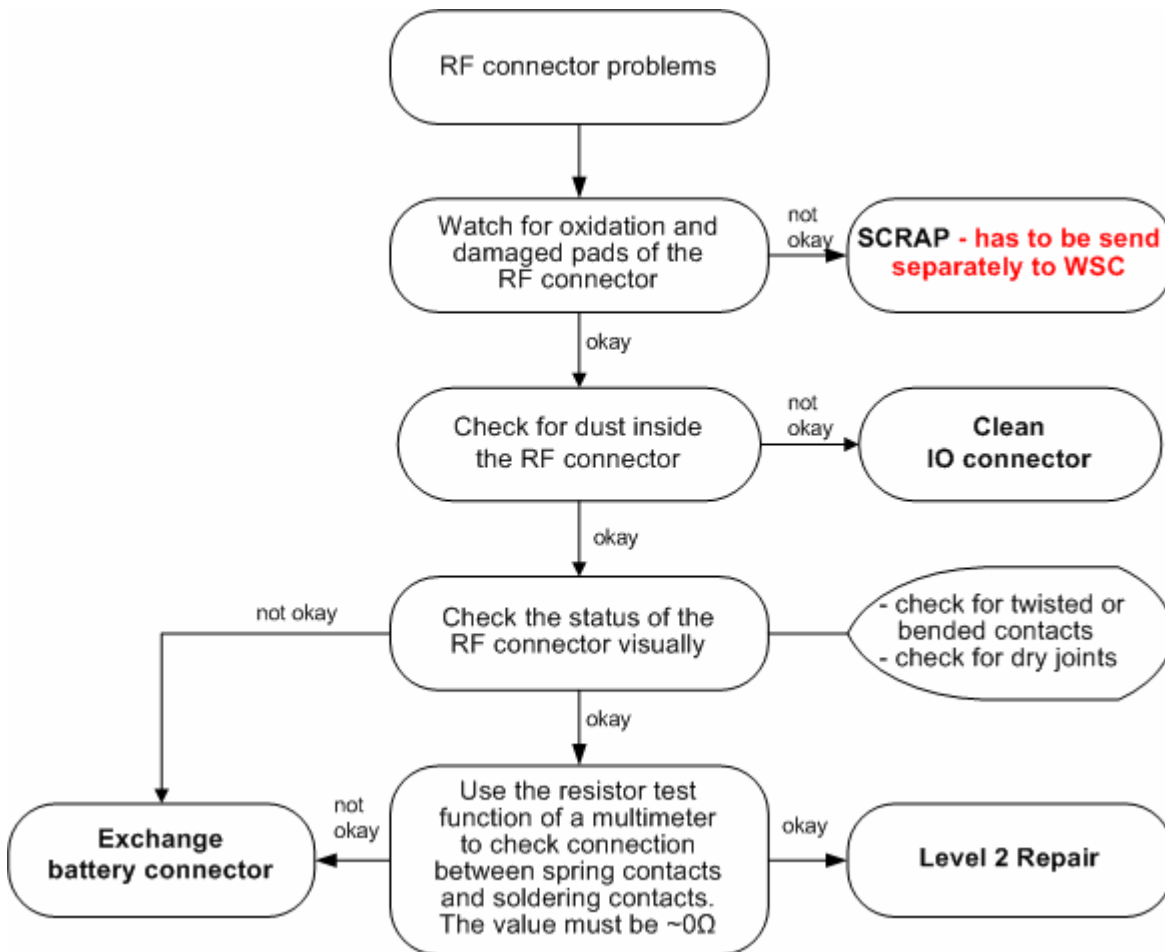 RF connector problems
Watch for oxidation and
damaged pads of the
RF connector
not
okay
SCRAP - has to be send
separately to WSC
okay
Check for dust inside
the RF connector
not
okay
Clean
IO connector
okay
not okay
Check the status of the
RF connector visually
- check for twisted or
bended contacts
- check for dry joints
okay
Exchange
battery connector
not
okay
Use the resistor test
function of a multimeter
to check connection
between spring contacts
and soldering contacts.
The value must be ~0Ω
okay
Level 2 Repair